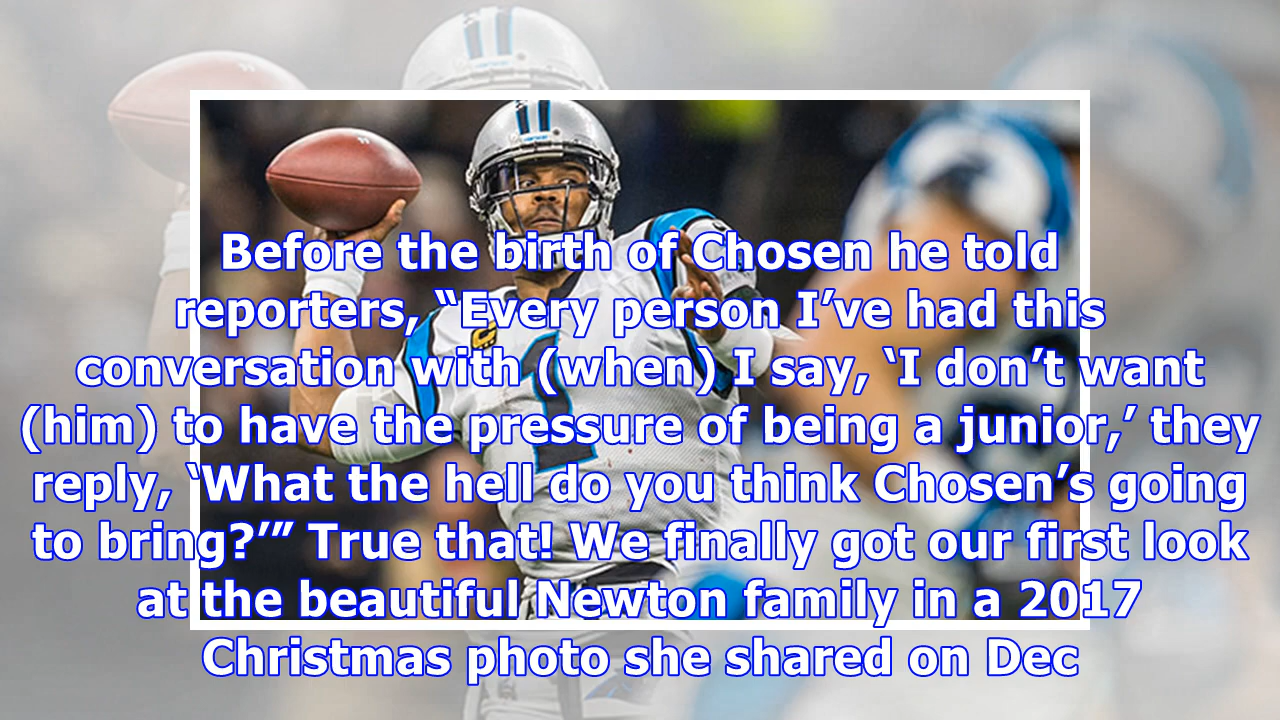 Before the birth of Chosen he told
reporters, “Every person I’ve had this
conversation with (when) I say, ‘I don’t want
(him) to have the pressure of being a junior,’ they
reply, ‘What the hell do you think Chosen’s going
to bring?’” True that! We finally got our first look
at the beautiful Newton family in a 2017
Christmas photo she shared on Dec
1
C